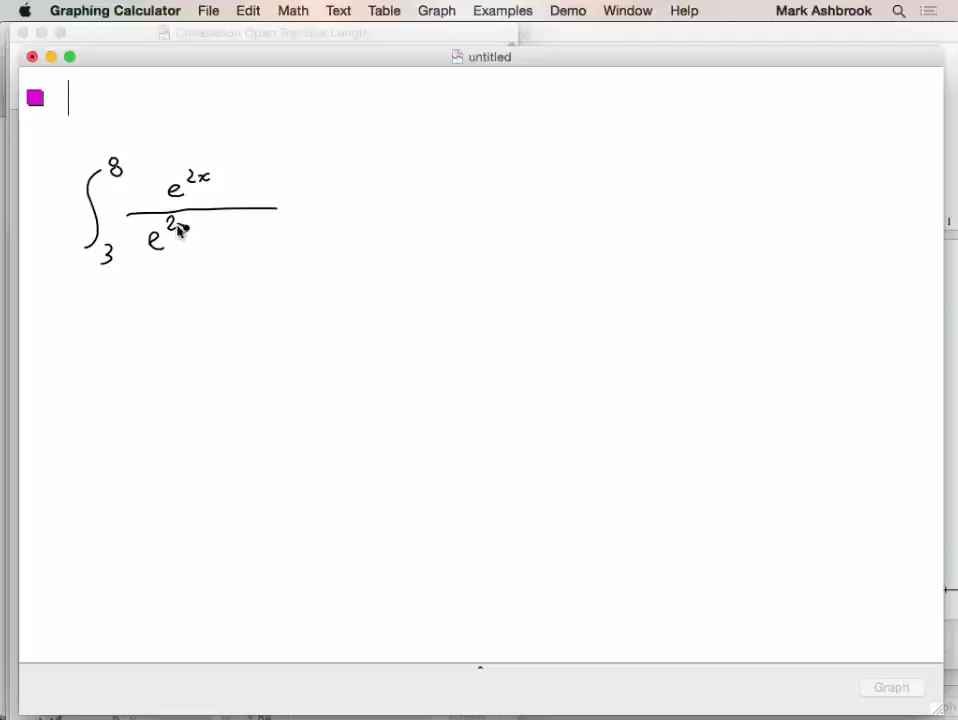 Graphing Calculator File Edit Math Text Table Graph Examples Demo Window Help Mark Ashbrook
untitled
8
e^{2x}
∫
e^2
3
Graph